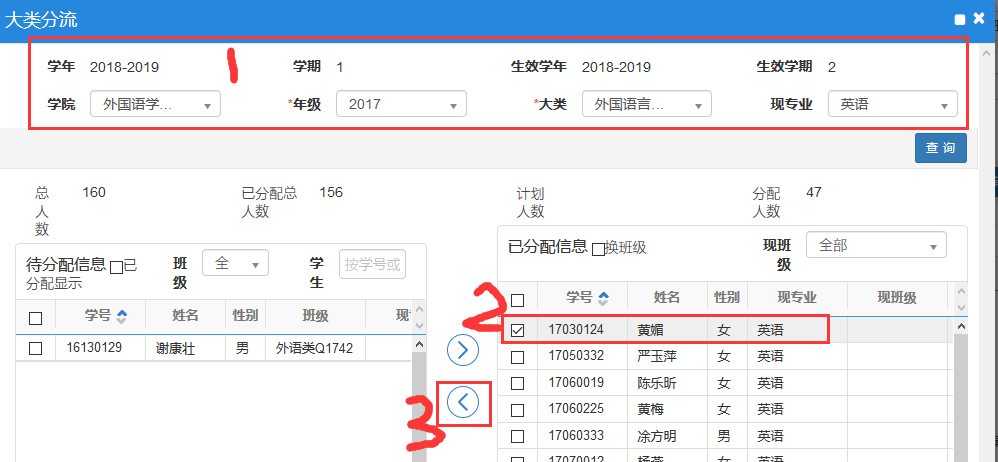 大类分流
学年 2018-2019 学期 1 生效学年 2018-2019 生效学期 2
1
学院 外国语学... *年级 2017 *大类 外国语言... 现专业 英语
查 询
总人数 160 已分配总人数 156 计划人数 分配人数 47
待分配信息 已分配显示 班级 全 学生 按学号或
学号 姓名 性别 班级
16130129 谢康壮 男 外语类Q1742
3
已分配信息 换班级 现班级 全部
学号 姓名 性别 现专业 现班级
2
17030124 黄媚 女 英语
17050332 严玉萍 女 英语
17060019 陈乐昕 女 英语
17060225 黄梅 女 英语
17060333 凃方明 男 英语
17070012